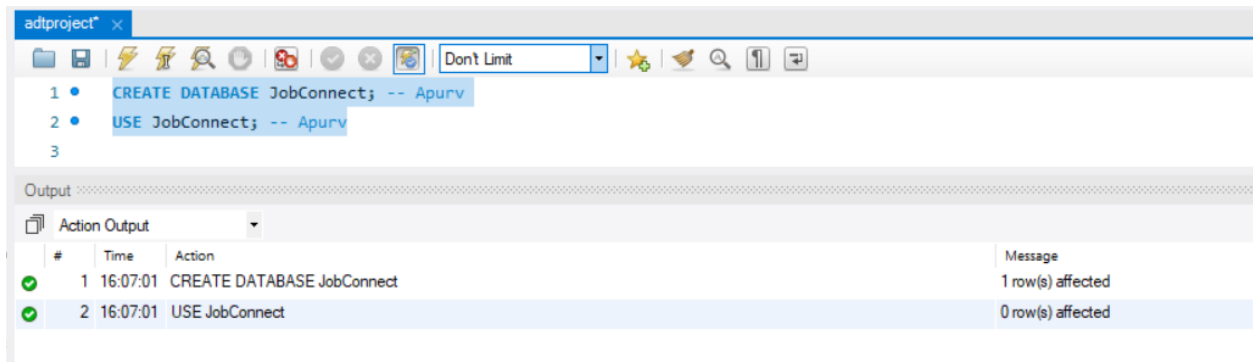 adtproject*
Don't Limit
1 CREATE DATABASE JobConnect; -- Apurv
2 USE JobConnect; -- Apurv
3
Output
Action Output
# Time Action Message
1 16:07:01 CREATE DATABASE JobConnect 1 row(s) affected
2 16:07:01 USE JobConnect 0 row(s) affected